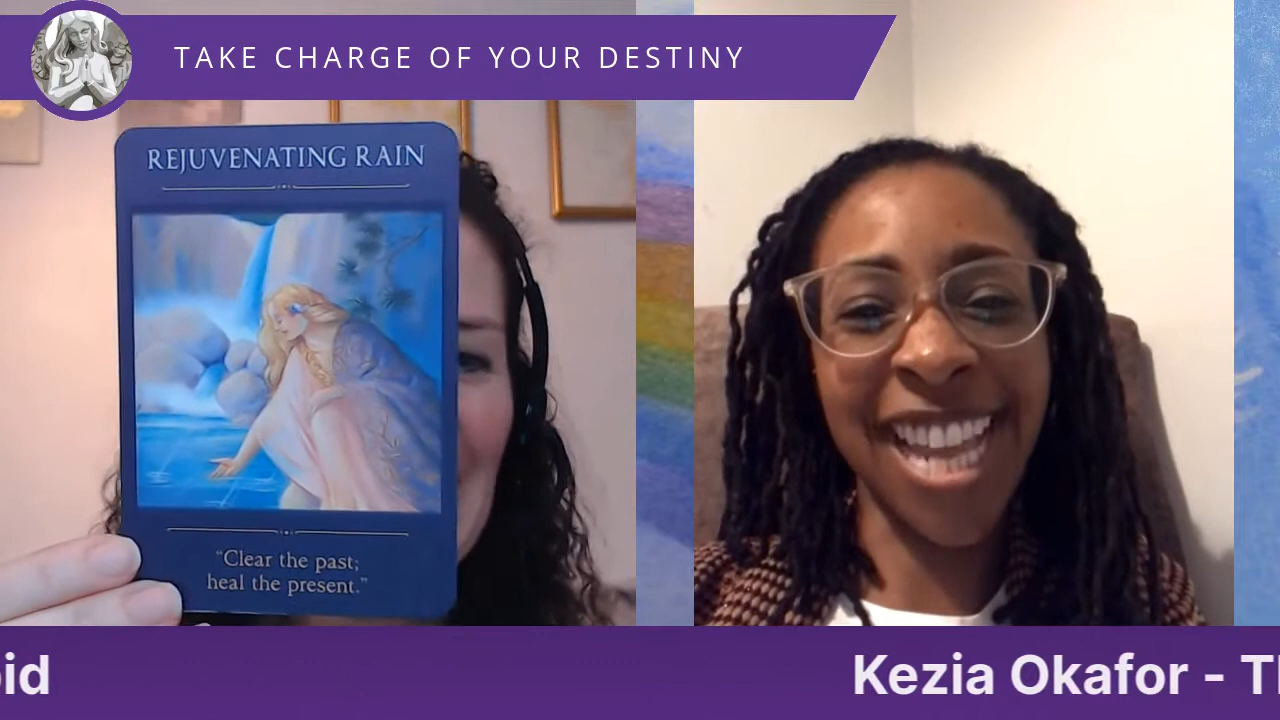 TAKE CHARGE OF YOUR DESTINY
REJUVENATING RAIN
“Clear the past;
heal the present.”
Kezia Okafor -